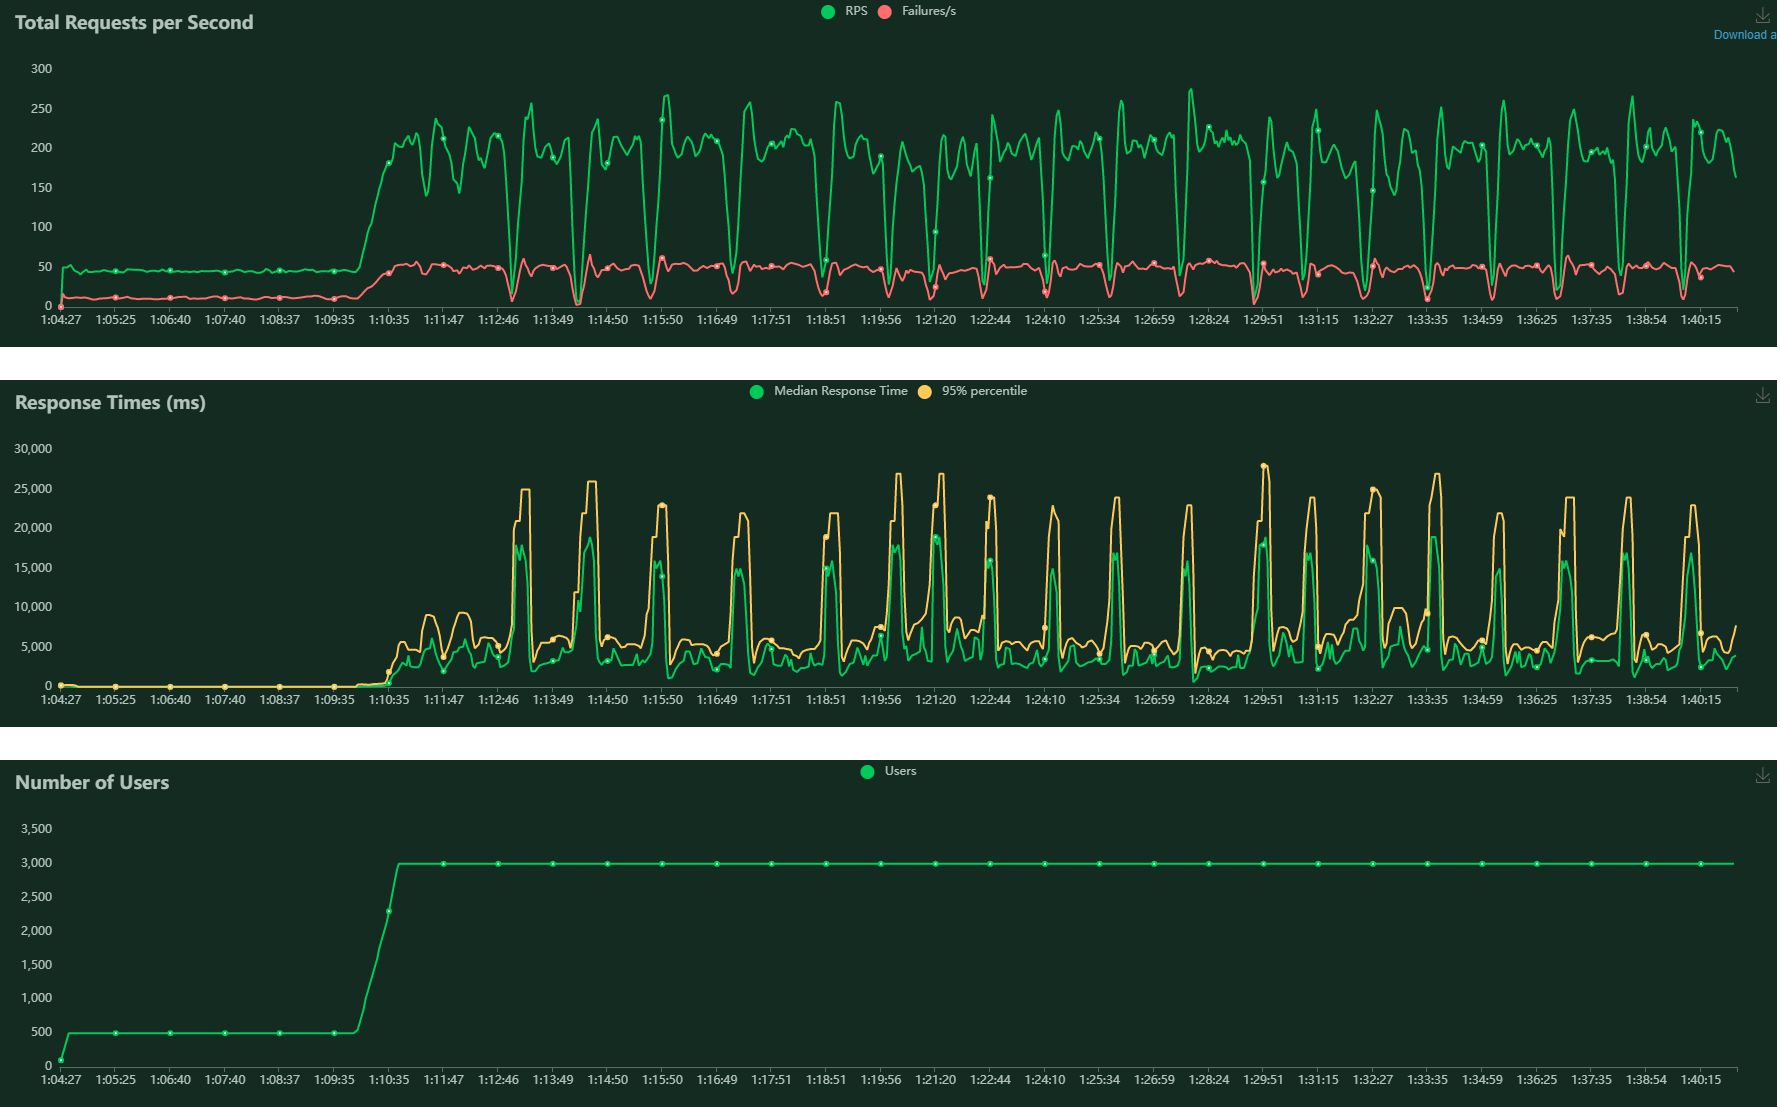 Total Requests per Second
RPS
Failures/s
Download a
300
250
200
150
100
50
0
1:04:27 1:05:25 1:06:40 1:07:40 1:08:37 1:09:35 1:10:35 1:11:47 1:12:46 1:13:49 1:14:50 1:15:50 1:16:49 1:17:51 1:18:51 1:19:56 1:21:20 1:22:44 1:24:10 1:25:34 1:26:59 1:28:24 1:29:51 1:31:15 1:32:27 1:33:35 1:34:59 1:36:25 1:37:35 1:38:54 1:40:15
Response Times (ms)
Median Response Time
95% percentile
30,000
25,000
20,000
15,000
10,000
5,000
0
1:04:27 1:05:25 1:06:40 1:07:40 1:08:37 1:09:35 1:10:35 1:11:47 1:12:46 1:13:49 1:14:50 1:15:50 1:16:49 1:17:51 1:18:51 1:19:56 1:21:20 1:22:44 1:24:10 1:25:34 1:26:59 1:28:24 1:29:51 1:31:15 1:32:27 1:33:35 1:34:59 1:36:25 1:37:35 1:38:54 1:40:15
Number of Users
Users
3,500
3,000
2,500
2,000
1,500
1,000
500
0
1:04:27 1:05:25 1:06:40 1:07:40 1:08:37 1:09:35 1:10:35 1:11:47 1:12:46 1:13:49 1:14:50 1:15:50 1:16:49 1:17:51 1:18:51 1:19:56 1:21:20 1:22:44 1:24:10 1:25:34 1:26:59 1:28:24 1:29:51 1:31:15 1:32:27 1:33:35 1:34:59 1:36:25 1:37:35 1:38:54 1:40:15